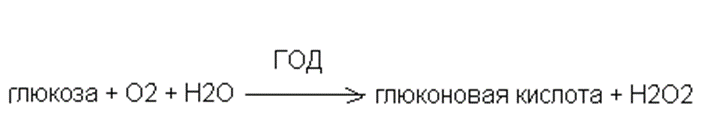 ГОД
глюкоза + O2 + H2O глюконовая кислота + H2O2